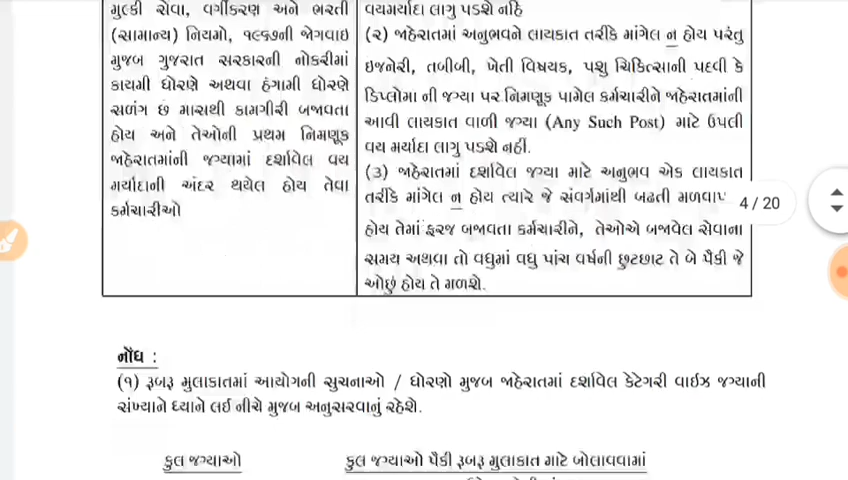 મુલ્કી સેવા, વર્ગીકરણ અને ભરતી
(સામાન્ય) નિયમો, ૧૯૬૭ની જોગવાઇ
મુજબ ગુજરાત સરકારની નોકરીમાં
કાયમી ધોરણે અથવા હંગામી ધોરણે
સળંગ છ માસથી કામગીરી બજાવતા
હોય અને તેઓની પ્રથમ નિમણૂક
જાહેરાતમાંની જગ્યામાં દર્શાવેલ વય
મર્યાદાની અંદર થયેલ હોય તેવા
કર્મચારીઓ
વયમર્યાદા લાગુ પડશે નહિ
(૨) જાહેરાતમાં અનુભવને લાયકાત તરીકે માંગેલ ન હોય પરંતુ
ઇજનેરી, તબીબી, ખેતી વિષયક, પશુ ચિકિત્સાની પદવી કે
ડિપ્લોમા ની જગ્યા પર નિમણૂક પામેલ કર્મચારીને જાહેરાતમાંની
આવી લાયકાત વાળી જગ્યા (Any Such Post) માટે ઉપલી
વય મર્યાદા લાગુ પડશે નહીં.
(૩) જાહેરાતમાં દર્શાવેલ જગ્યા માટે અનુભવ એક લાયકાત
તરીકે માંગેલ ન હોય ત્યારે જે સંવર્ગમાંથી બઢતી મળવાપ
હોય તેમાં ફરજ બજાવતા કર્મચારીને, તેઓએ બજાવેલ સેવાના
સમય અથવા તો વધુમાં વધુ પાંચ વર્ષની છુટછાટ તે બે પૈકી જે
ઓછું હોય તે મળશે.
4 / 20
નોંધ :
(૧) રૂબરૂ મુલાકાતમાં આયોગની સુચનાઓ / ધોરણો મુજબ જાહેરાતમાં દર્શાવેલ કેટેગરી વાઇઝ જગ્યાની
સંખ્યાને ધ્યાને લઈ નીચે મુજબ અનુસરવાનું રહેશે.
કુલ જગ્યાઓ
કુલ જગ્યાઓ પૈકી રૂબરૂ મુલાકાત માટે બોલાવવામાં